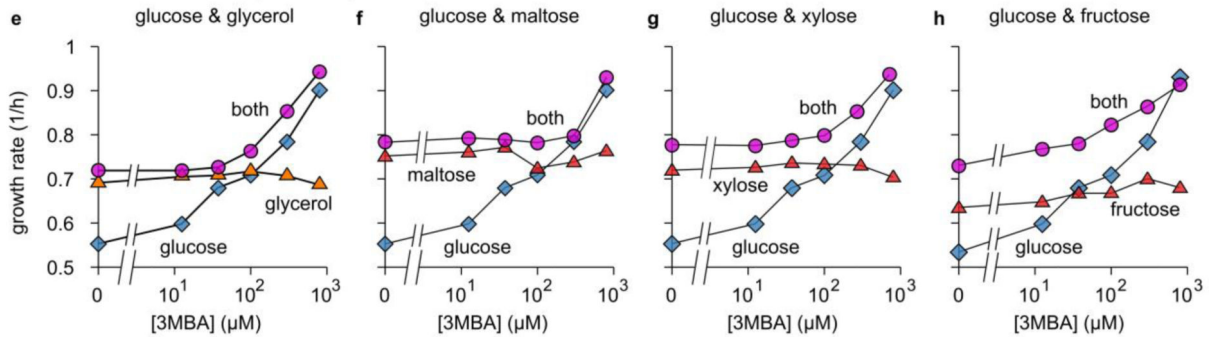 e glucose & glycerol
growth rate (1/h)
1
0.9
0.8
0.7
0.6
0.5
both
glycerol
glucose
0 10¹ 10² 10³
[3MBA] (µM)
f glucose & maltose
both
maltose
glucose
0 10¹ 10² 10³
[3MBA] (µM)
g glucose & xylose
both
xylose
glucose
0 10¹ 10² 10³
[3MBA] (µM)
h glucose & fructose
both
fructose
glucose
0 10¹ 10² 10³
[3MBA] (µM)